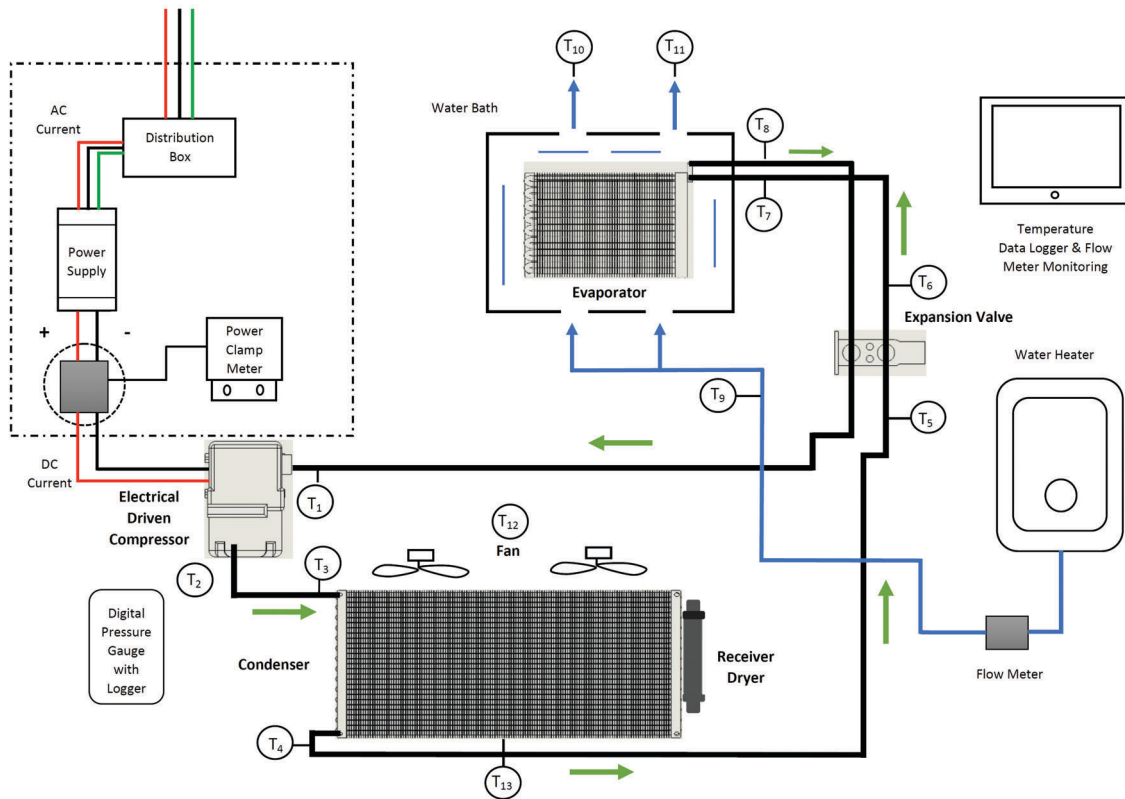 AC
Current
Distribution
Box
Power
Supply
+
-
Power
Clamp
Meter
DC
Current
Electrical
Driven
Compressor
T1
T2
T3
Digital
Pressure
Gauge
with
Logger
Condenser
T4
T12
Fan
T13
Receiver
Dryer
Water Bath
T10
T11
T8
T7
Evaporator
T9
T6
Expansion Valve
T5
Temperature
Data Logger & Flow
Meter Monitoring
Water Heater
Flow Meter